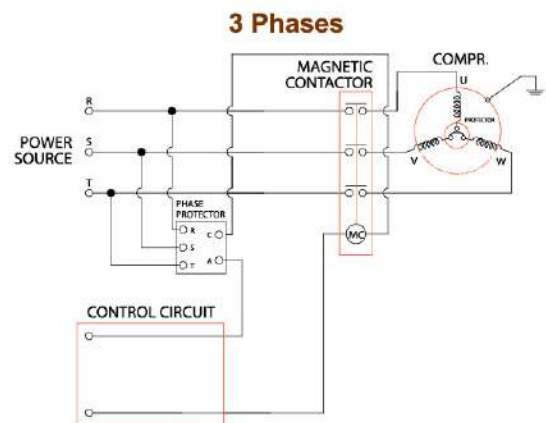 3 Phases
MAGNETIC
CONTACTOR
COMPR.
U
R
POWER
SOURCE
S
PROTECTOR
V
W
T
PHASE
PROTECTOR
R
C
S
A
T
MC
CONTROL CIRCUIT